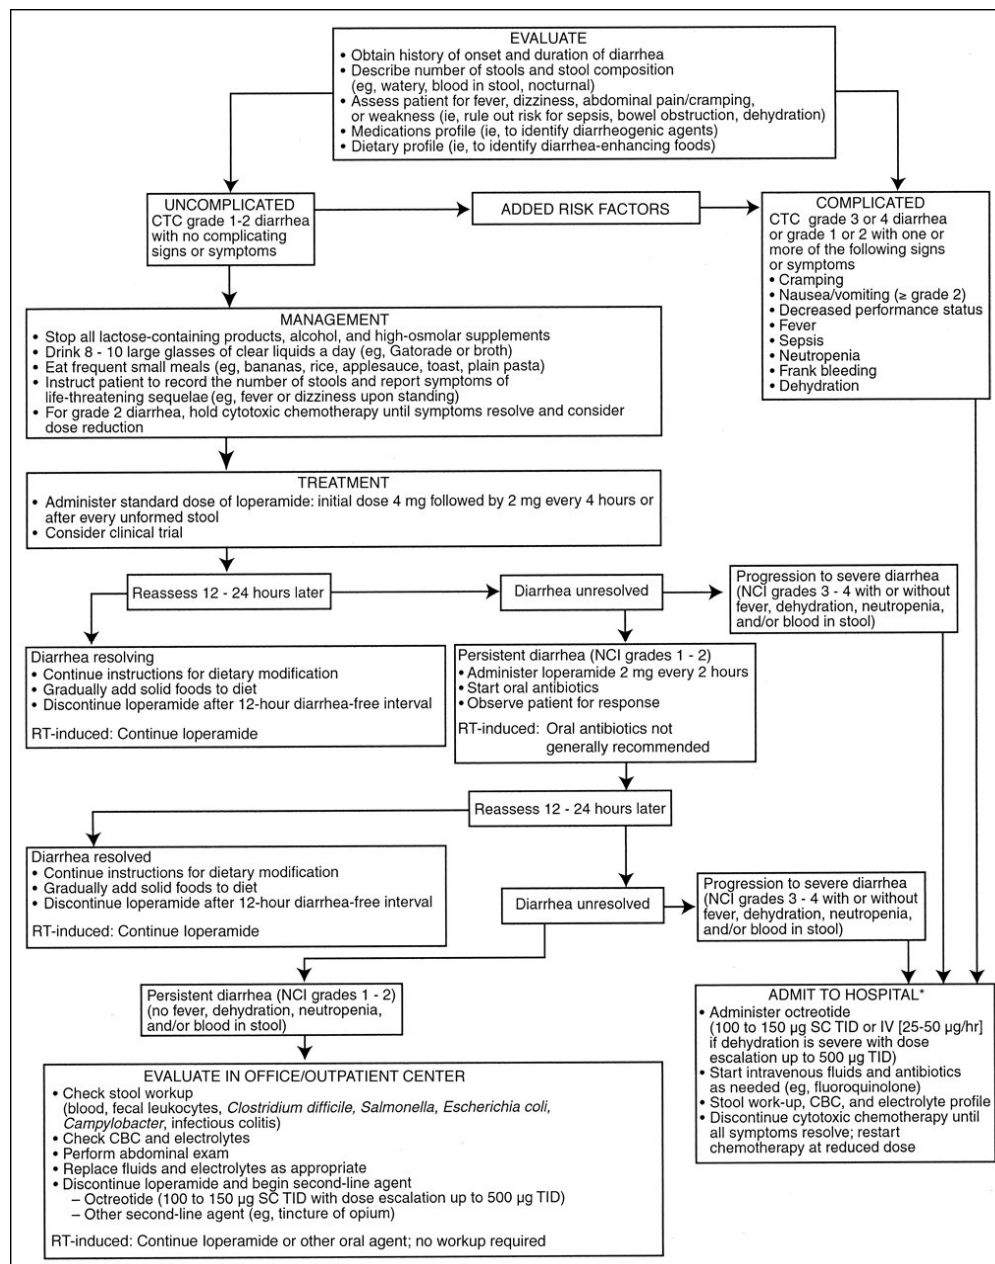 EVALUATE
• Obtain history of onset and duration of diarrhea
• Describe number of stools and stool composition
(eg, watery, blood in stool, nocturnal)
• Assess patient for fever, dizziness, abdominal pain/cramping,
or weakness (ie, rule out risk for sepsis, bowel obstruction, dehydration)
• Medications profile (ie, to identify diarrheogenic agents)
• Dietary profile (ie, to identify diarrhea-enhancing foods)
UNCOMPLICATED
CTC grade 1-2 diarrhea
with no complicating
signs or symptoms
ADDED RISK FACTORS
COMPLICATED
CTC grade 3 or 4 diarrhea
or grade 1 or 2 with one or
more of the following signs
or symptoms
• Cramping
• Nausea/vomiting (≥ grade 2)
• Decreased performance status
• Fever
• Sepsis
• Neutropenia
• Frank bleeding
• Dehydration
MANAGEMENT
• Stop all lactose-containing products, alcohol, and high-osmolar supplements
• Drink 8 - 10 large glasses of clear liquids a day (eg, Gatorade or broth)
• Eat frequent small meals (eg, bananas, rice, applesauce, toast, plain pasta)
• Instruct patient to record the number of stools and report symptoms of
life-threatening sequelae (eg, fever or dizziness upon standing)
• For grade 2 diarrhea, hold cytotoxic chemotherapy until symptoms resolve and consider
dose reduction
TREATMENT
• Administer standard dose of loperamide: initial dose 4 mg followed by 2 mg every 4 hours or
after every unformed stool
• Consider clinical trial
Reassess 12 - 24 hours later
Diarrhea unresolved
Progression to severe diarrhea
(NCI grades 3 - 4 with or without
fever, dehydration, neutropenia,
and/or blood in stool)
Diarrhea resolving
• Continue instructions for dietary modification
• Gradually add solid foods to diet
• Discontinue loperamide after 12-hour diarrhea-free interval
RT-induced: Continue loperamide
Persistent diarrhea (NCI grades 1 - 2)
• Administer loperamide 2 mg every 2 hours
• Start oral antibiotics
• Observe patient for response
RT-induced: Oral antibiotics not
generally recommended
Reassess 12 - 24 hours later
Diarrhea resolved
• Continue instructions for dietary modification
• Gradually add solid foods to diet
• Discontinue loperamide after 12-hour diarrhea-free interval
RT-induced: Continue loperamide
Diarrhea unresolved
Progression to severe diarrhea
(NCI grades 3 - 4 with or without
fever, dehydration, neutropenia,
and/or blood in stool)
Persistent diarrhea (NCI grades 1 - 2)
(no fever, dehydration, neutropenia,
and/or blood in stool)
ADMIT TO HOSPITAL*
• Administer octreotide
(100 to 150 µg SC TID or IV [25-50 µg/hr]
if dehydration is severe with dose
escalation up to 500 µg TID)
• Start intravenous fluids and antibiotics
as needed (eg, fluoroquinolone)
• Stool work-up, CBC, and electrolyte profile
• Discontinue cytotoxic chemotherapy until
all symptoms resolve; restart
chemotherapy at reduced dose
EVALUATE IN OFFICE/OUTPATIENT CENTER
• Check stool workup
(blood, fecal leukocytes, Clostridium difficile, Salmonella, Escherichia coli,
Campylobacter, infectious colitis)
• Check CBC and electrolytes
• Perform abdominal exam
• Replace fluids and electrolytes as appropriate
• Discontinue loperamide and begin second-line agent
– Octreotide (100 to 150 µg SC TID with dose escalation up to 500 µg TID)
– Other second-line agent (eg, tincture of opium)
RT-induced: Continue loperamide or other oral agent; no workup required